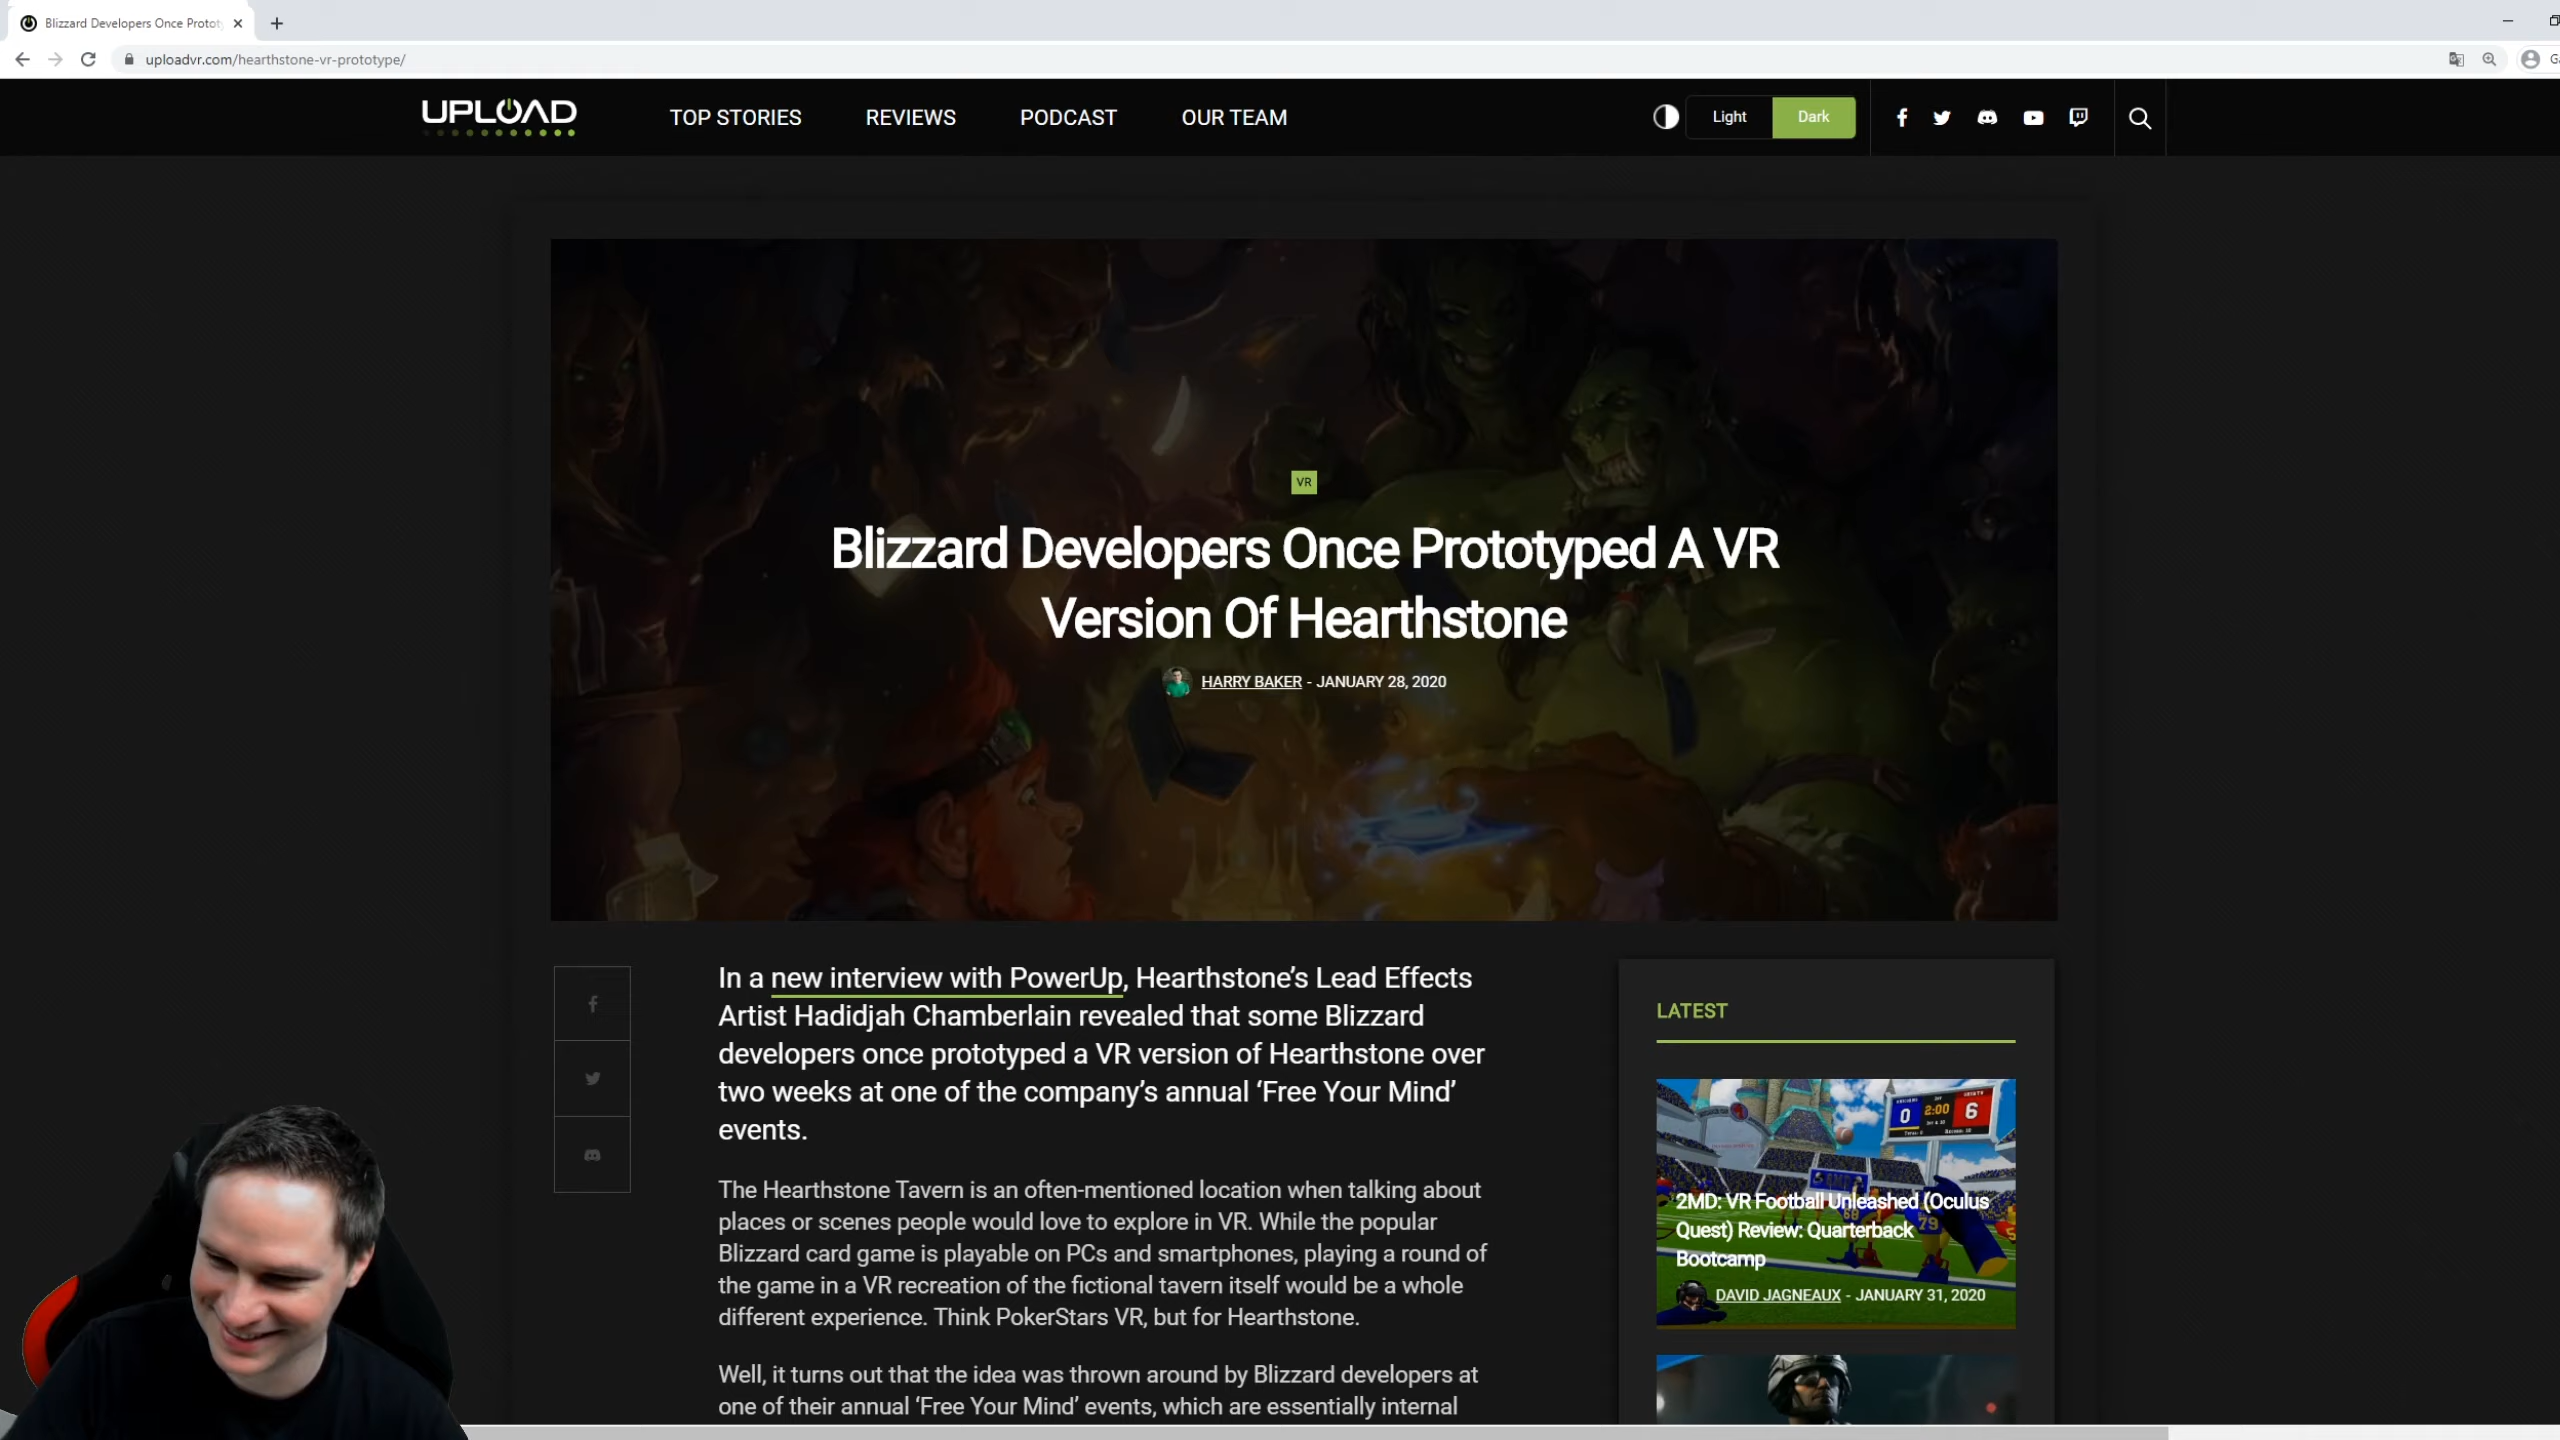 Blizzard Developers Once Protot
uploadvr.com/hearthstone-vr-prototype/
UPLOAD
TOP STORIES
REVIEWS
PODCAST
OUR TEAM
Light
Dark
VR
Blizzard Developers Once Prototyped A VR
Version Of Hearthstone
HARRY BAKER - JANUARY 28, 2020
In a new interview with PowerUp, Hearthstone’s Lead Effects
Artist Hadidjah Chamberlain revealed that some Blizzard
developers once prototyped a VR version of Hearthstone over
two weeks at one of the company’s annual ‘Free Your Mind’
events.
The Hearthstone Tavern is an often-mentioned location when talking about
places or scenes people would love to explore in VR. While the popular
Blizzard card game is playable on PCs and smartphones, playing a round of
the game in a VR recreation of the fictional tavern itself would be a whole
different experience. Think PokerStars VR, but for Hearthstone.
Well, it turns out that the idea was thrown around by Blizzard developers at
one of their annual ‘Free Your Mind’ events, which are essentially internal
LATEST
0 2:00 6
2MD: VR Football Unleashed (Oculus
Quest) Review: Quarterback
Bootcamp
79
DAVID JAGNEAUX - JANUARY 31, 2020